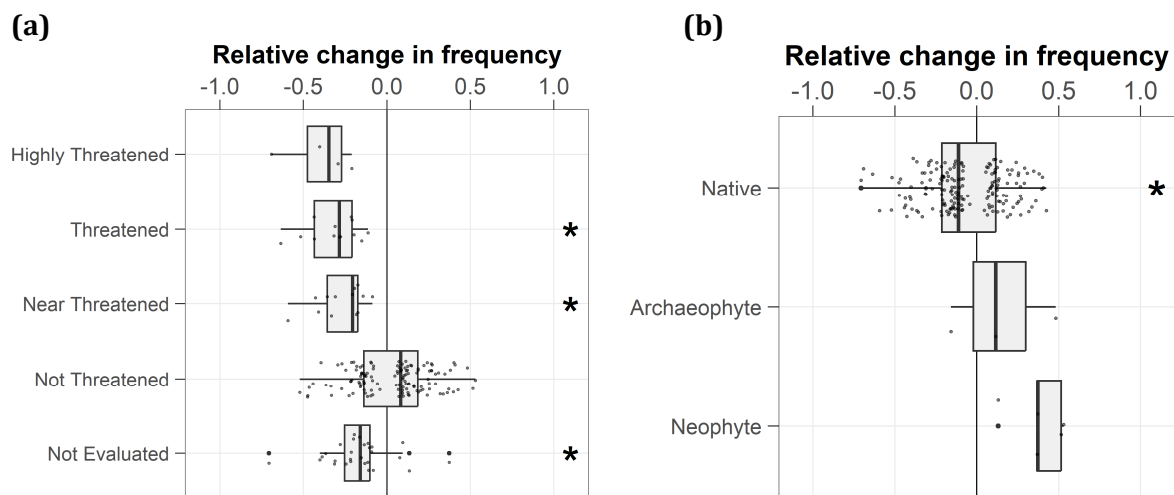 (a)
Relative change in frequency
-1.0 -0.5 0.0 0.5 1.0
Highly Threatened
Threatened *
Near Threatened *
Not Threatened
Not Evaluated *
(b)
Relative change in frequency
-1.0 -0.5 0.0 0.5 1.0
Native *
Archaeophyte
Neophyte